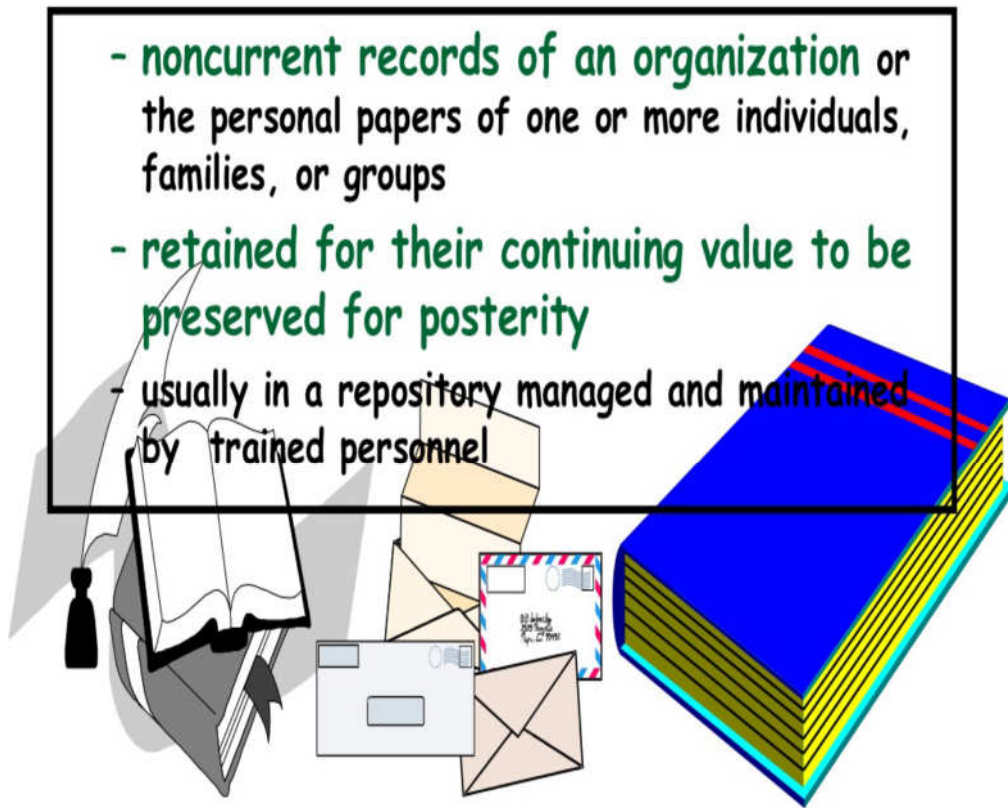 - noncurrent records of an organization or
the personal papers of one or more individuals,
families, or groups
- retained for their continuing value to be
preserved for posterity
- usually in a repository managed and maintained
by trained personnel